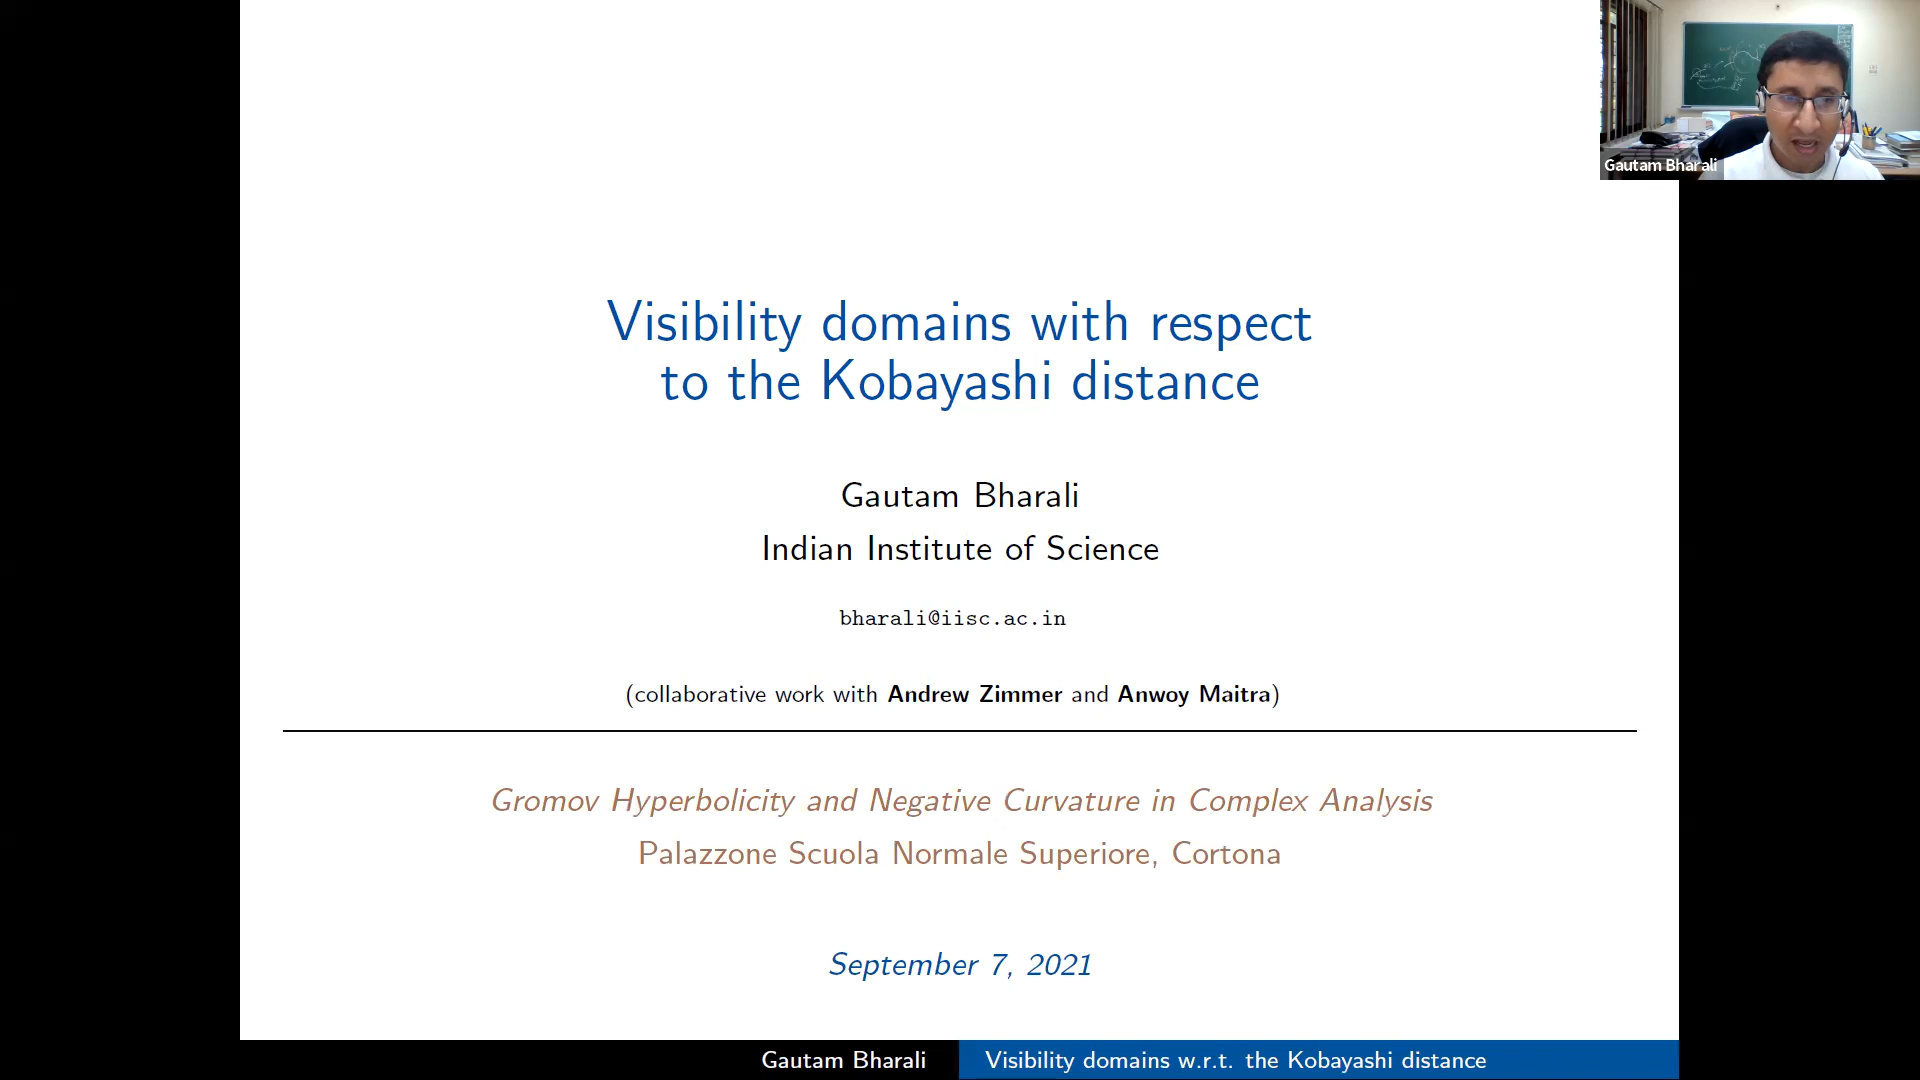 Visibility domains with respect
to the Kobayashi distance
Gautam Bharali
Indian Institute of Science
bharali@iisc.ac.in
(collaborative work with Andrew Zimmer and Anwoy Maitra)
Gromov Hyperbolicity and Negative Curvature in Complex Analysis
Palazzone Scuola Normale Superiore, Cortona
September 7, 2021
Gautam Bharali
Visibility domains w.r.t. the Kobayashi distance
Gautam Bharali